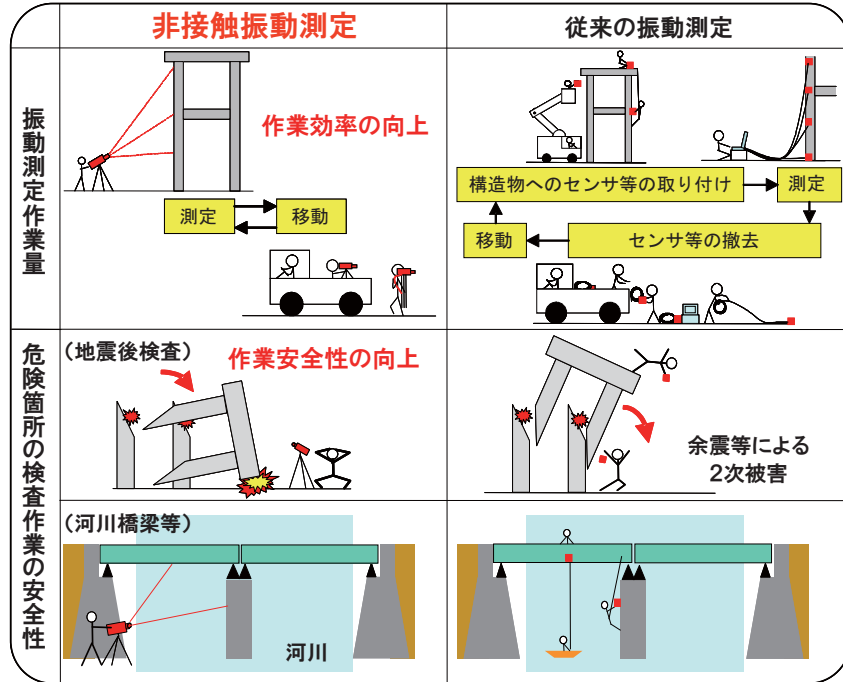 非接触振動測定
従来の振動測定
振動測定作業量
作業効率の向上
測定
移動
構造物へのセンサ等の取り付け
測定
移動
センサ等の撤去
危険箇所の検査作業の安全性
（地震後検査）
作業安全性の向上
余震等による
2次被害
（河川橋梁等）
河川